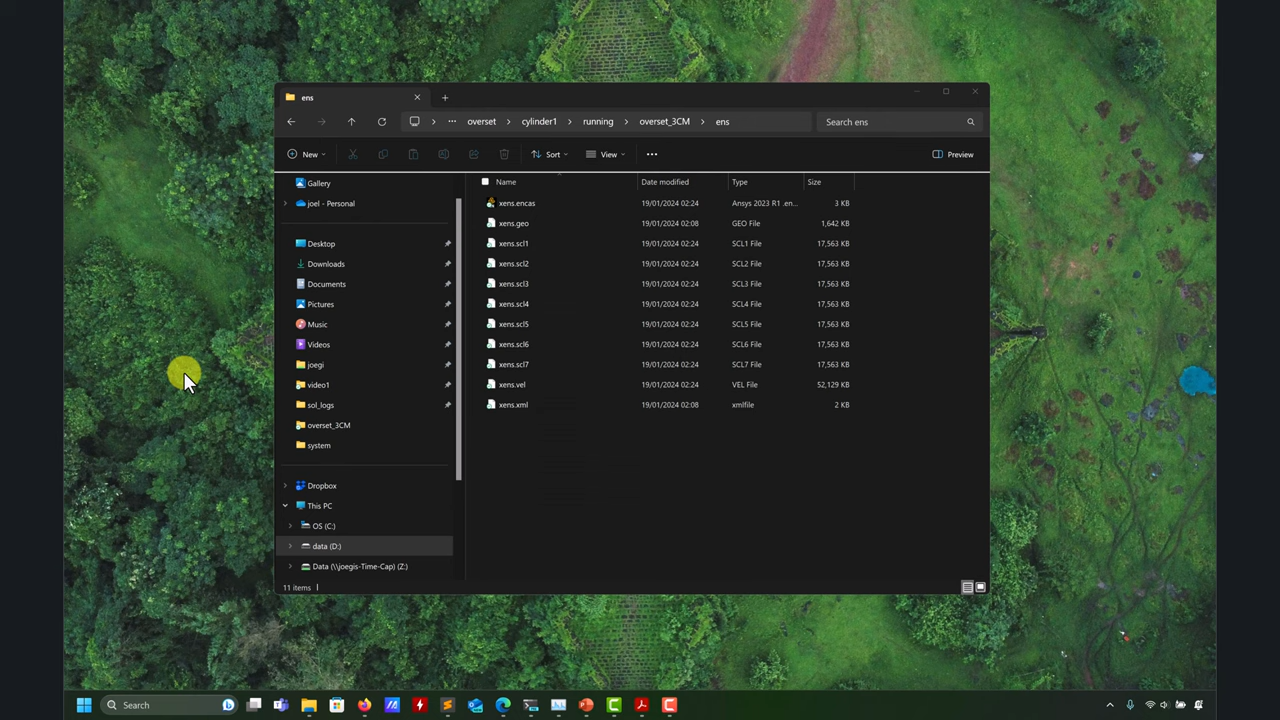 ens
overset
cylinder1
running
overset_3CM
ens
Search ens
New
Sort
View
Preview
Name
Date modified
Type
Size
Gallery
joel - Personal
Desktop
Downloads
Documents
Pictures
Music
Videos
joegi
video1
sol_logs
overset_3CM
system
Dropbox
This PC
OS (C:)
data (D:)
Data (\\joegis-Time-Cap) (Z:)
xens.encas 19/01/2024 02:24 Ansys 2023 R1 .en... 3 KB
xens.geo 19/01/2024 02:08 GEO File 1,642 KB
xens.scl1 19/01/2024 02:24 SCL1 File 17,563 KB
xens.scl2 19/01/2024 02:24 SCL2 File 17,563 KB
xens.scl3 19/01/2024 02:24 SCL3 File 17,563 KB
xens.scl4 19/01/2024 02:24 SCL4 File 17,563 KB
xens.scl5 19/01/2024 02:24 SCL5 File 17,563 KB
xens.scl6 19/01/2024 02:24 SCL6 File 17,563 KB
xens.scl7 19/01/2024 02:24 SCL7 File 17,563 KB
xens.vel 19/01/2024 02:24 VEL File 52,129 KB
xens.xml 19/01/2024 02:08 xmlfile 2 KB
11 items
Search